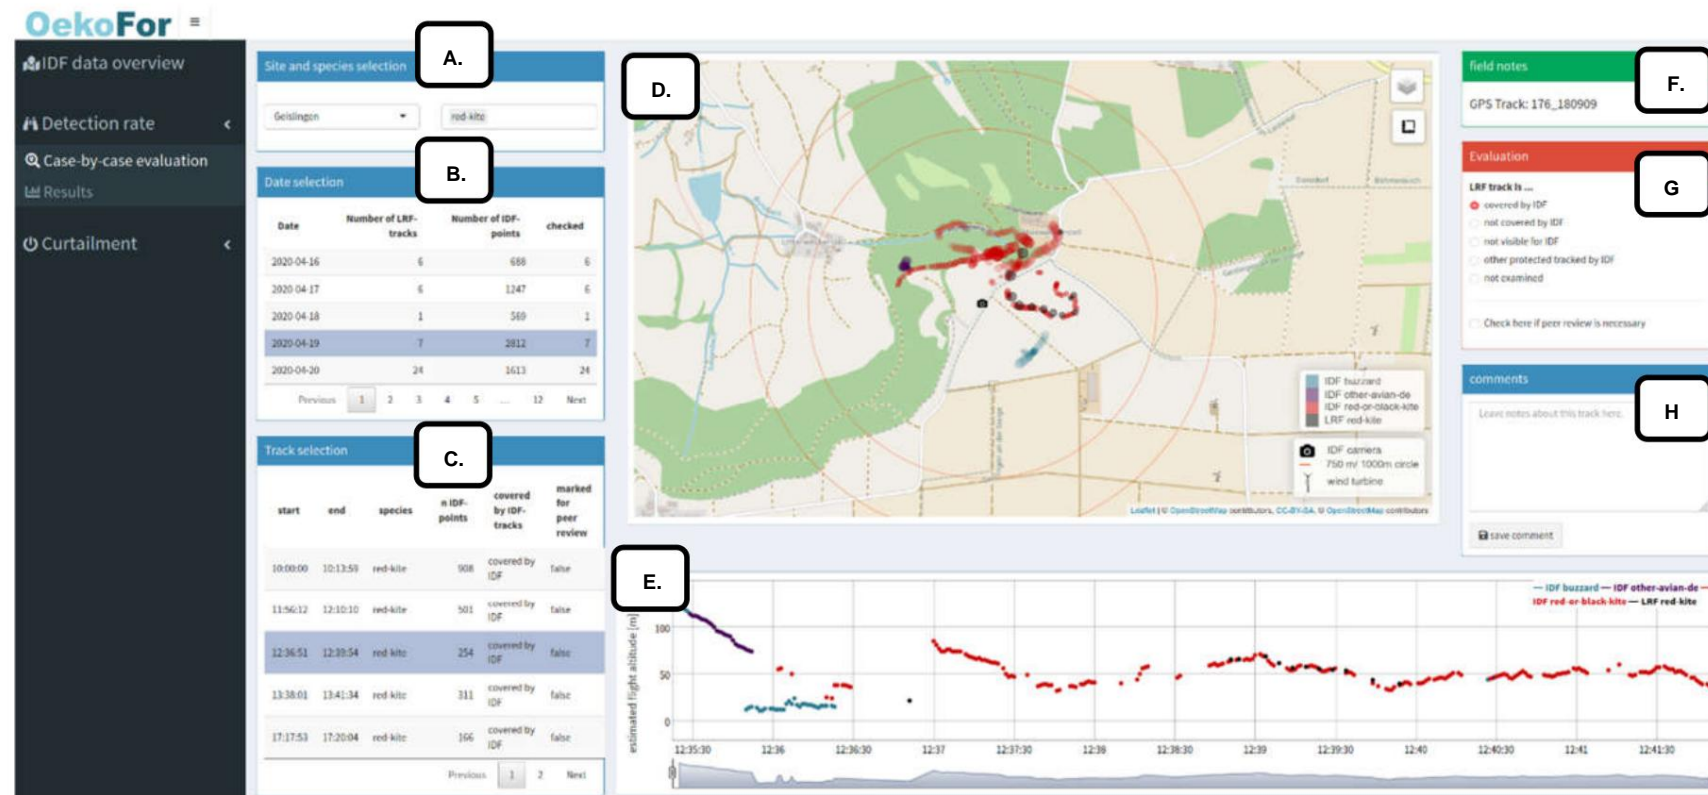 OekoFor
IDF data overview
Detection rate
Case-by-case evaluation
Results
Curtailment
Site and species selection
A.
Geislingen
red-kite
Date selection
B.
Date Number of LRF-tracks Number of IDF-points checked
2020-04-16 6 688 6
2020-04-17 6 1247 6
2020-04-18 1 569 1
2020-04-19 7 2812 7
2020-04-20 24 1613 24
Previous 1 2 3 4 5 ... 12 Next
Track selection
C.
start end species n IDF-points covered by IDF-tracks marked for peer review
10:00:00 10:13:59 red-kite 908 covered by IDF false
11:56:12 12:10:10 red-kite 501 covered by IDF false
12:36:51 12:39:54 red-kite 254 covered by IDF false
13:38:01 13:41:34 red-kite 311 covered by IDF false
17:17:53 17:20:04 red-kite 166 covered by IDF false
Previous 1 2 Next
D.
IDF buzzard
IDF other-avian-de
IDF red-or-black-kite
LRF red-kite
IDF camera
750 m/ 1000m circle
wind turbine
Leaflet | © OpenStreetMap contributors, CC-BY-SA, © OpenStreetMap contributors
E.
IDF buzzard — IDF other-avian-de —
IDF red-or-black-kite — LRF red-kite
estimated flight altitude [m]
100
50
0
12:35:30 12:36 12:36:30 12:37 12:37:30 12:38 12:38:30 12:39 12:39:30 12:40 12:40:30 12:41 12:41:30
field notes
F.
GPS Track: 176_180909
Evaluation
G
LRF track is ...
covered by IDF
not covered by IDF
not visible for IDF
other protected tracked by IDF
not examined
Check here if peer review is necessary
comments
H
Leave notes about this track here.
save comment